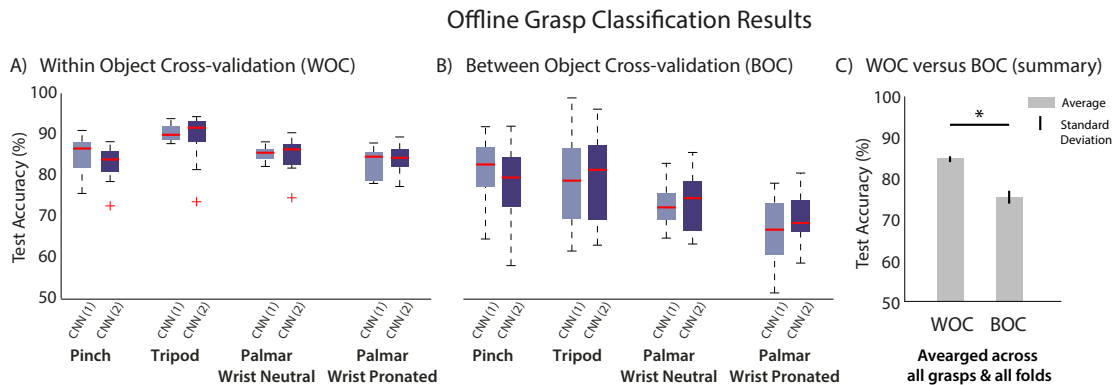 Offline Grasp Classification Results
A) Within Object Cross-validation (WOC)
Test Accuracy (%)
100
90
80
70
60
50
CNN (1)
CNN (2)
CNN (1)
CNN (2)
CNN (1)
CNN (2)
CNN (1)
CNN (2)
Pinch
Tripod
Palmar
Wrist Neutral
Palmar
Wrist Pronated
B) Between Object Cross-validation (BOC)
CNN (1)
CNN (2)
CNN (1)
CNN (2)
CNN (1)
CNN (2)
CNN (1)
CNN (2)
Pinch
Tripod
Palmar
Wrist Neutral
Palmar
Wrist Pronated
C) WOC versus BOC (summary)
Test Accuracy (%)
100
90
80
70
60
50
*
Average
Standard
Deviation
WOC
BOC
Avearged across
all grasps & all folds